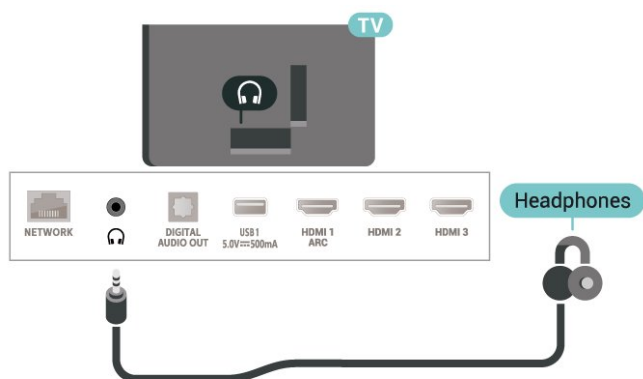 TV
Headphones
NETWORK
DIGITAL
AUDIO OUT
USB 1
5.0V⎓500mA
HDMI 1
ARC
HDMI 2
HDMI 3